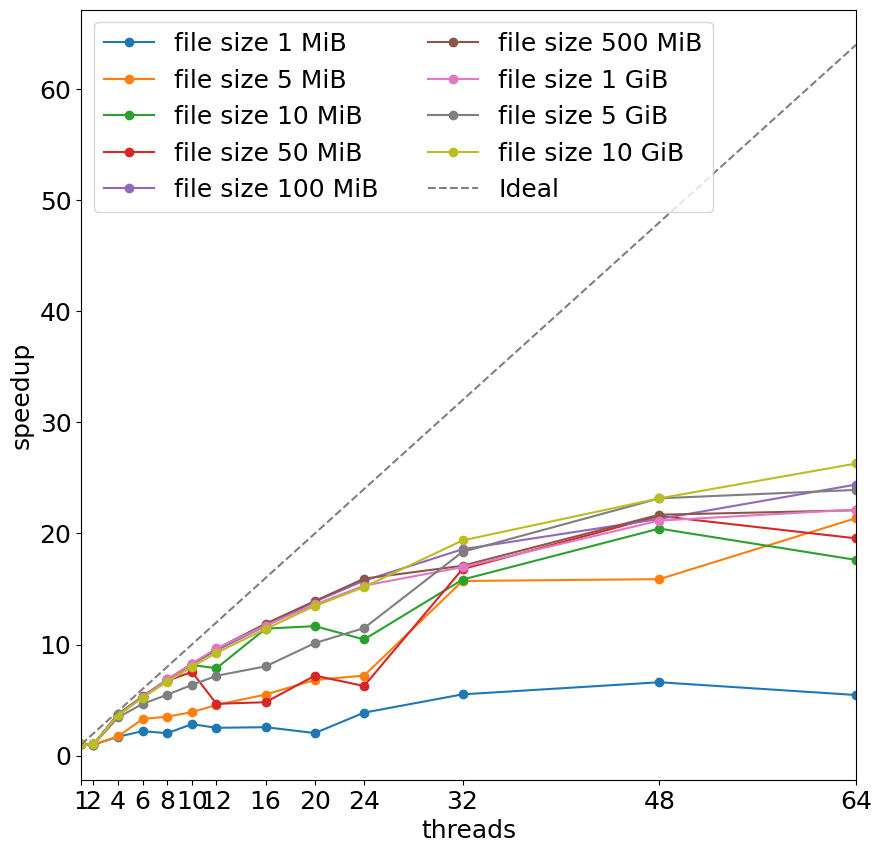 file size 1 MiB
file size 5 MiB
file size 10 MiB
file size 50 MiB
file size 100 MiB
file size 500 MiB
file size 1 GiB
file size 5 GiB
file size 10 GiB
Ideal
speedup
60
50
40
30
20
10
0
1 2 4 6 8 10 12 16 20 24 32 48 64
threads